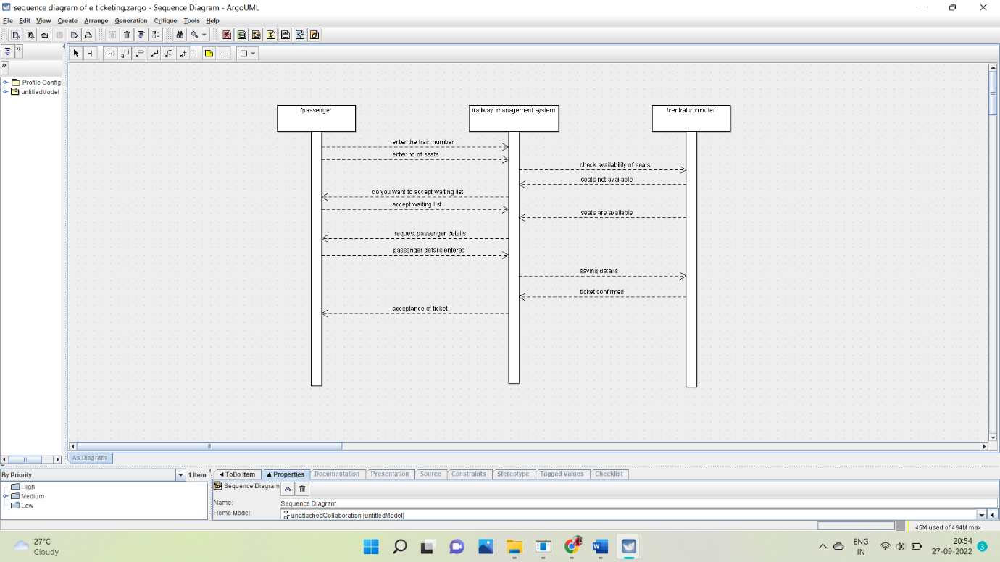 sequence diagram of e ticketing.zargo - Sequence Diagram - ArgoUML
File Edit View Create Arrange Generation Critique Tools Help
Profile Config
untitledModel
/passenger
/railway management system
/central computer
enter the train number
enter no.of seats
check availability of seats
seats not available
do you want to accept waiting list
accept waiting list
seats are available
request passenger details
passenger details entered
saving details
ticket confirmed
acceptance of ticket
As Diagram
By Priority
1 Item
High
Medium
Low
ToDo Item Properties Documentation Presentation Source Constraints Stereotype Tagged Values Checklist
Sequence Diagram
Name: Sequence Diagram
Home Model: unattachedCollaboration [untitledModel]
45M used of 494M max
27°C
Cloudy
ENG
IN
20:54
27-09-2022
3